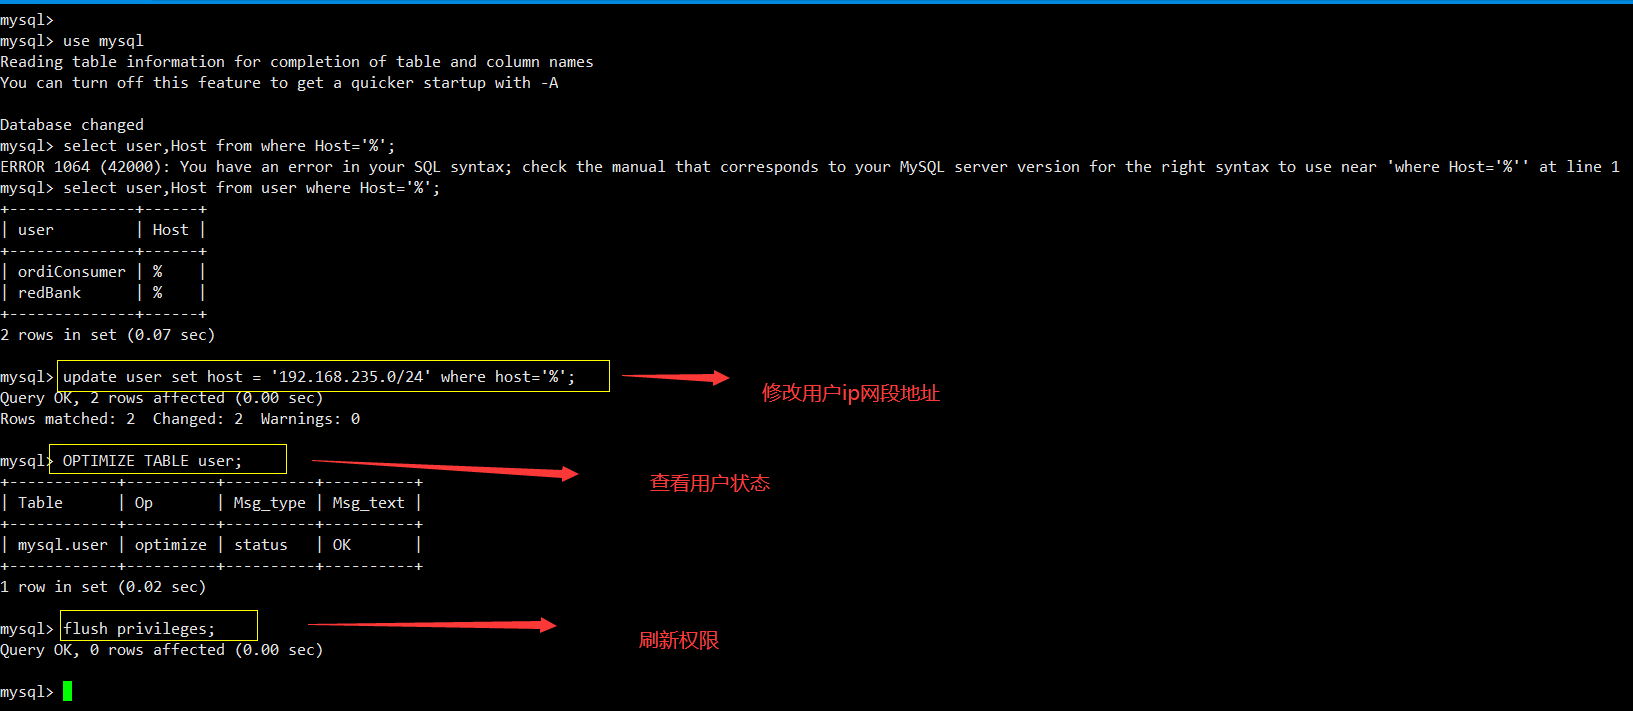 mysql>
mysql> use mysql
Reading table information for completion of table and column names
You can turn off this feature to get a quicker startup with -A
Database changed
mysql> select user,Host from where Host='%';
ERROR 1064 (42000): You have an error in your SQL syntax; check the manual that corresponds to your MySQL server version for the right syntax to use near 'where Host='%'' at line 1
mysql> select user,Host from user where Host='%';
+--------------+------+
| user         | Host |
+--------------+------+
| ordiConsumer | %    |
| redBank      | %    |
+--------------+------+
2 rows in set (0.07 sec)
mysql> update user set host = '192.168.235.0/24' where host='%';
修改用户ip网段地址
Query OK, 2 rows affected (0.00 sec)
Rows matched: 2  Changed: 2  Warnings: 0
mysql> OPTIMIZE TABLE user;
查看用户状态
+------------+----------+----------+----------+
| Table      | Op       | Msg_type | Msg_text |
+------------+----------+----------+----------+
| mysql.user | optimize | status   | OK       |
+------------+----------+----------+----------+
1 row in set (0.02 sec)
mysql> flush privileges;
刷新权限
Query OK, 0 rows affected (0.00 sec)
mysql>